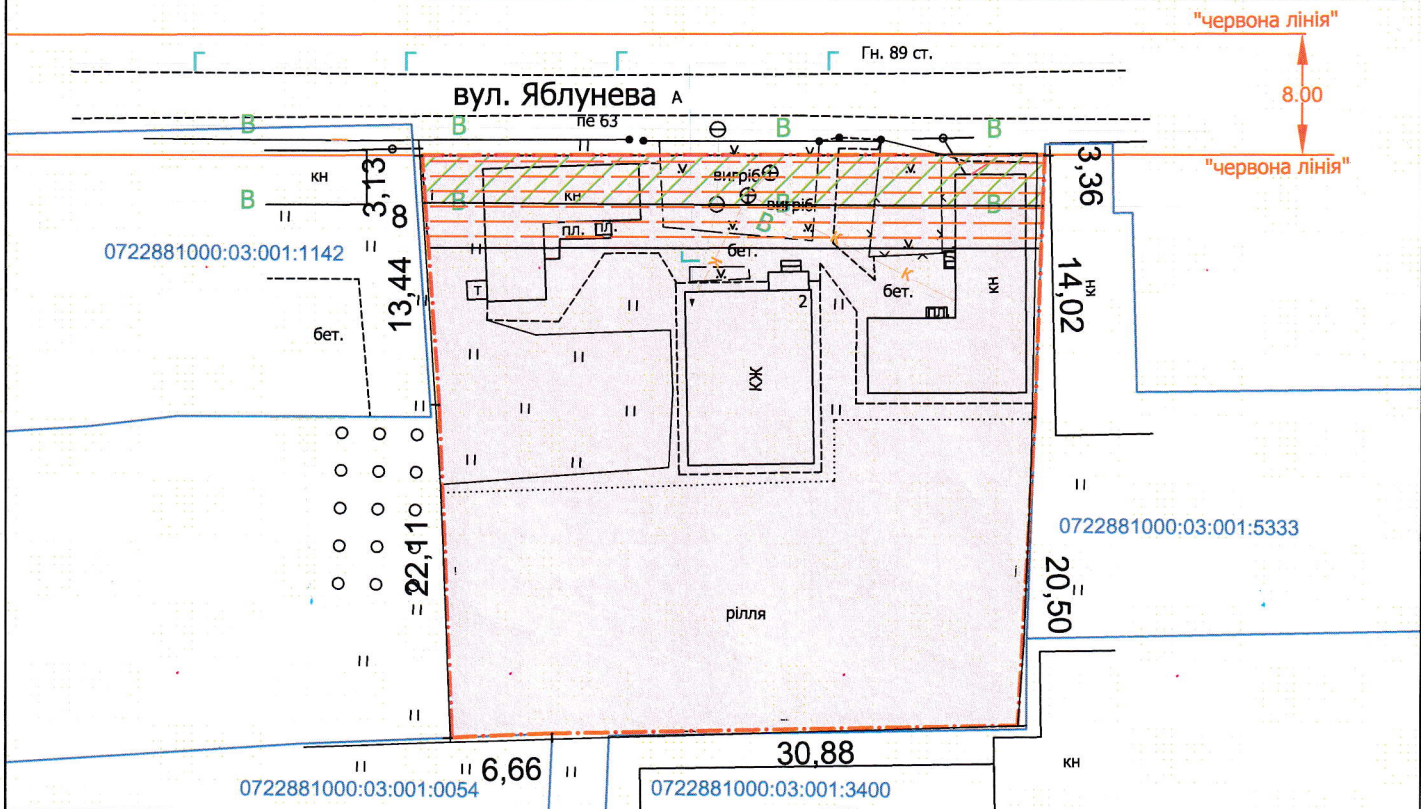 "червона лінія"
Г Г Г Г Гн. 89 ст.
8.00
вул. Яблунева А
пе 63
В В В В
"червона лінія"
3,13
3,36
кн
вигріб
вигріб
В В В В В
кн
8
пл. пл.
0722881000:03:001:1142
бет.
Г
к к к
v.
Т
13,44
14,02
нж
кн
бет.
2
пл.
бет.
КЖ
22,11
0722881000:03:001:5333
20,50
рілля
30,88
6,66
кн
0722881000:03:001:0054
0722881000:03:001:3400